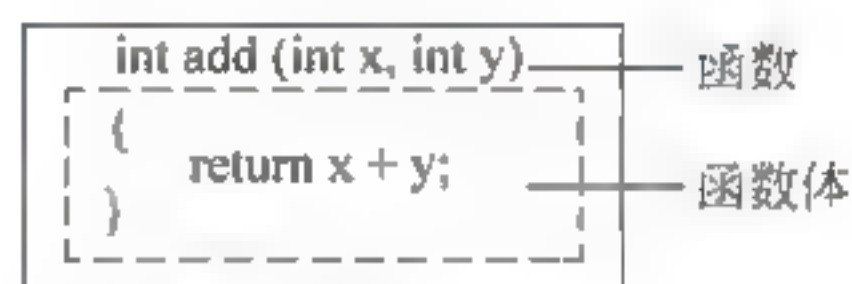 int add (int x, int y) 函数
{
return x + y; 函数体
}